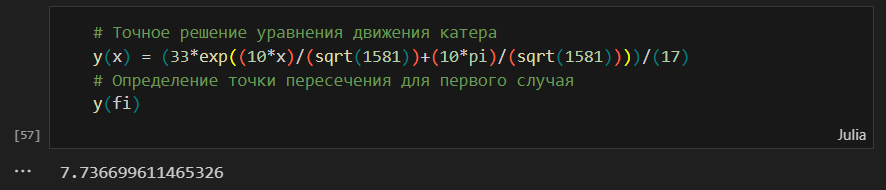 # Точное решение уравнения движения катера
y(x) = (33*exp((10*x)/(sqrt(1581))+(10*pi)/(sqrt(1581))))/(17)
# Определение точки пересечения для первого случая
y(fi)
[57]
Julia
... 7.736699611465326